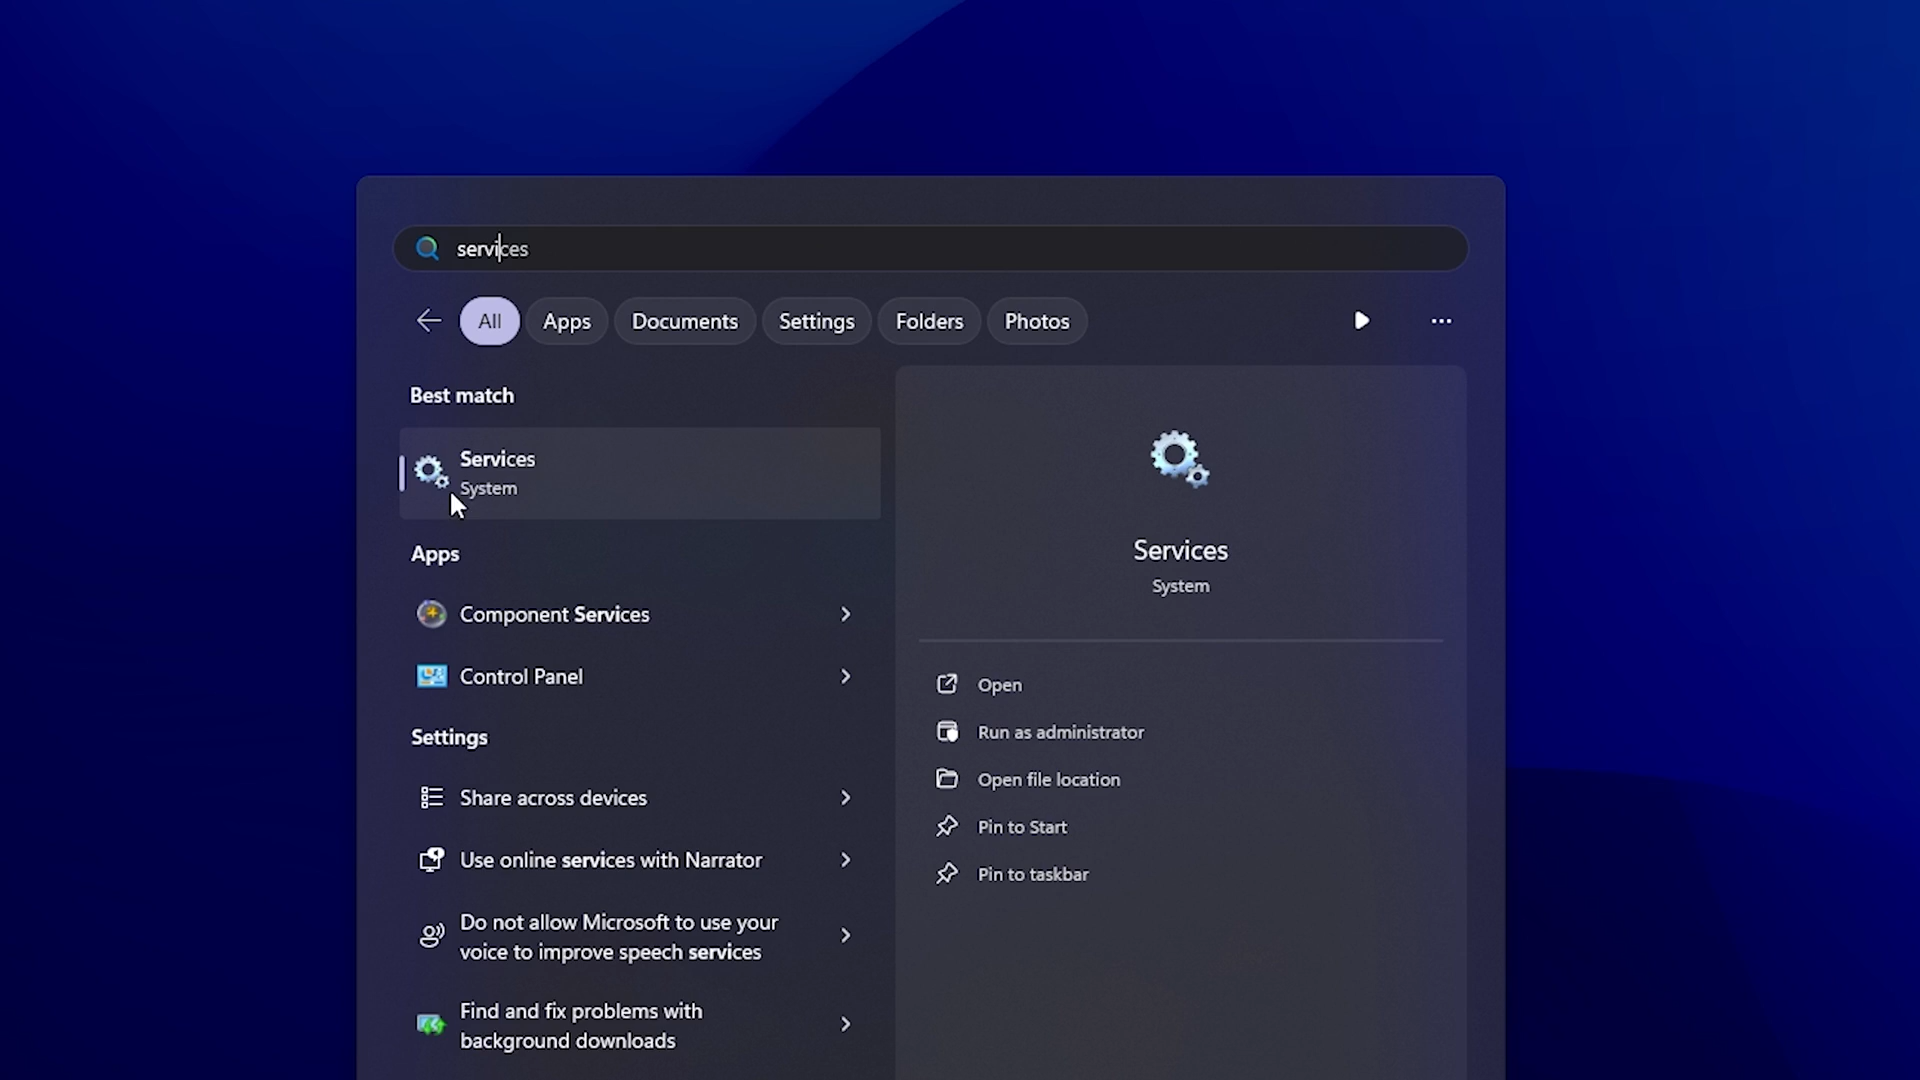 services
All
Apps
Documents
Settings
Folders
Photos
Best match
Services
System
Apps
Component Services
Control Panel
Settings
Share across devices
Use online services with Narrator
Do not allow Microsoft to use your
voice to improve speech services
Find and fix problems with
background downloads
Services
System
Open
Run as administrator
Open file location
Pin to Start
Pin to taskbar